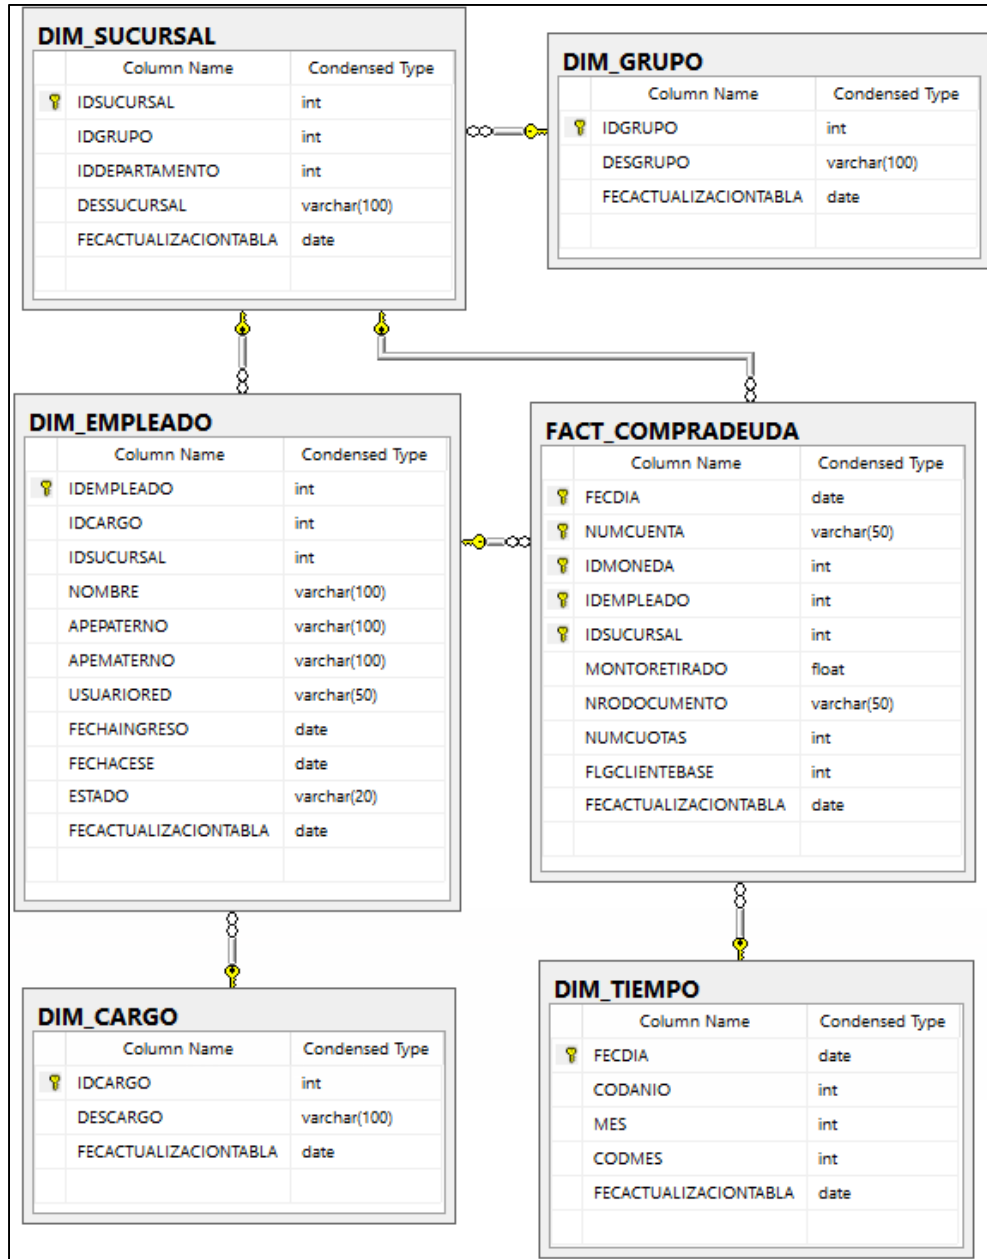 DIM_SUCURSAL
Column Name Condensed Type
IDSUCURSAL int
IDGRUPO int
IDDEPARTAMENTO int
DESSUCURSAL varchar(100)
FECACTUALIZACIONTABLA date
DIM_GRUPO
Column Name Condensed Type
IDGRUPO int
DESGRUPO varchar(100)
FECACTUALIZACIONTABLA date
DIM_EMPLEADO
Column Name Condensed Type
IDEMPLEADO int
IDCARGO int
IDSUCURSAL int
NOMBRE varchar(100)
APEPATERNO varchar(100)
APEMATERNO varchar(100)
USUARIORED varchar(50)
FECHAINGRESO date
FECHACESE date
ESTADO varchar(20)
FECACTUALIZACIONTABLA date
FACT_COMPRADEUDA
Column Name Condensed Type
FECDIA date
NUMCUENTA varchar(50)
IDMONEDA int
IDEMPLEADO int
IDSUCURSAL int
MONTORETIRADO float
NRODOCUMENTO varchar(50)
NUMCUOTAS int
FLGCLIENTEBASE int
FECACTUALIZACIONTABLA date
DIM_CARGO
Column Name Condensed Type
IDCARGO int
DESCARGO varchar(100)
FECACTUALIZACIONTABLA date
DIM_TIEMPO
Column Name Condensed Type
FECDIA date
CODANIO int
MES int
CODMES int
FECACTUALIZACIONTABLA date